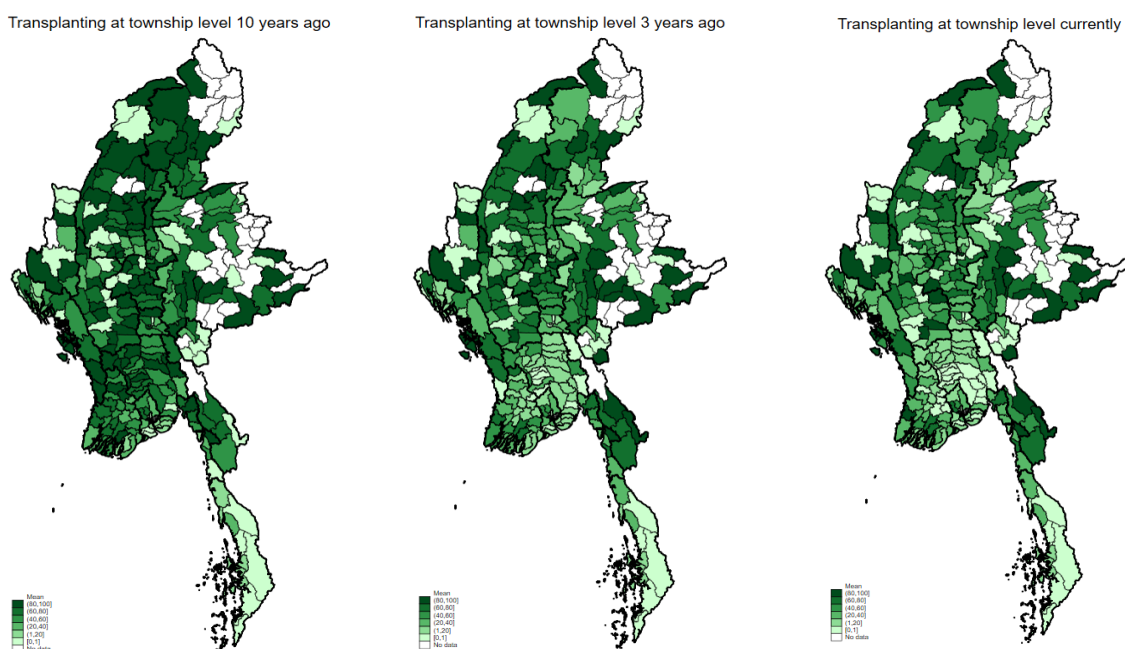 Transplanting at township level 10 years ago
Transplanting at township level 3 years ago
Transplanting at township level currently
Mean
(80,100]
(60,80]
(40,60]
(20,40]
(1,20]
[0,1]
No data
Mean
(80,100]
(60,80]
(40,60]
(20,40]
(1,20]
[0,1]
No data
Mean
(80,100]
(60,80]
(40,60]
(20,40]
(1,20]
[0,1]
No data